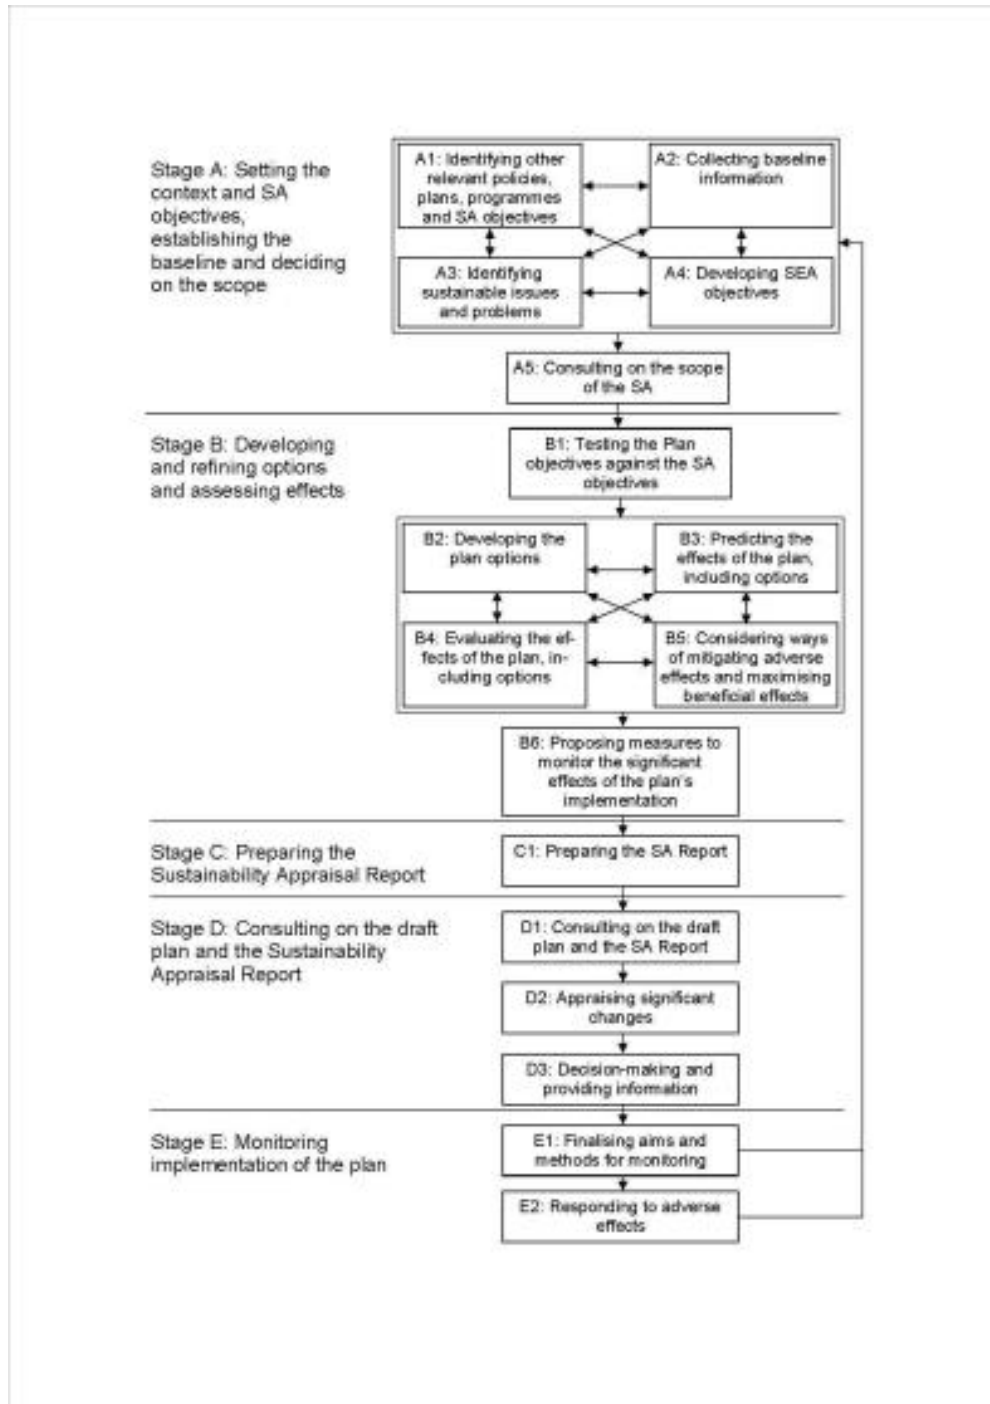 Stage A: Setting the
context and SA
objectives,
establishing the
baseline and deciding
on the scope
A1: Identifying other
relevant policies,
plans, programmes
and SA objectives
A2: Collecting baseline
information
A3: Identifying
sustainable issues
and problems
A4: Developing SEA
objectives
A5: Consulting on the scope
of the SA
Stage B: Developing
and refining options
and assessing effects
B1: Testing the Plan
objectives against the SA
objectives
B2: Developing the
plan options
B3: Predicting the
effects of the plan,
including options
B4: Evaluating the ef-
fects of the plan, in-
cluding options
B5: Considering ways
of mitigating adverse
effects and maximising
beneficial effects
B6: Proposing measures to
monitor the significant
effects of the plan's
implementation
Stage C: Preparing the
Sustainability Appraisal Report
C1: Preparing the SA Report
Stage D: Consulting on the draft
plan and the Sustainability
Appraisal Report
D1: Consulting on the draft
plan and the SA Report
D2: Appraising significant
changes
D3: Decision-making and
providing information
Stage E: Monitoring
implementation of the plan
E1: Finalising aims and
methods for monitoring
E2: Responding to adverse
effects